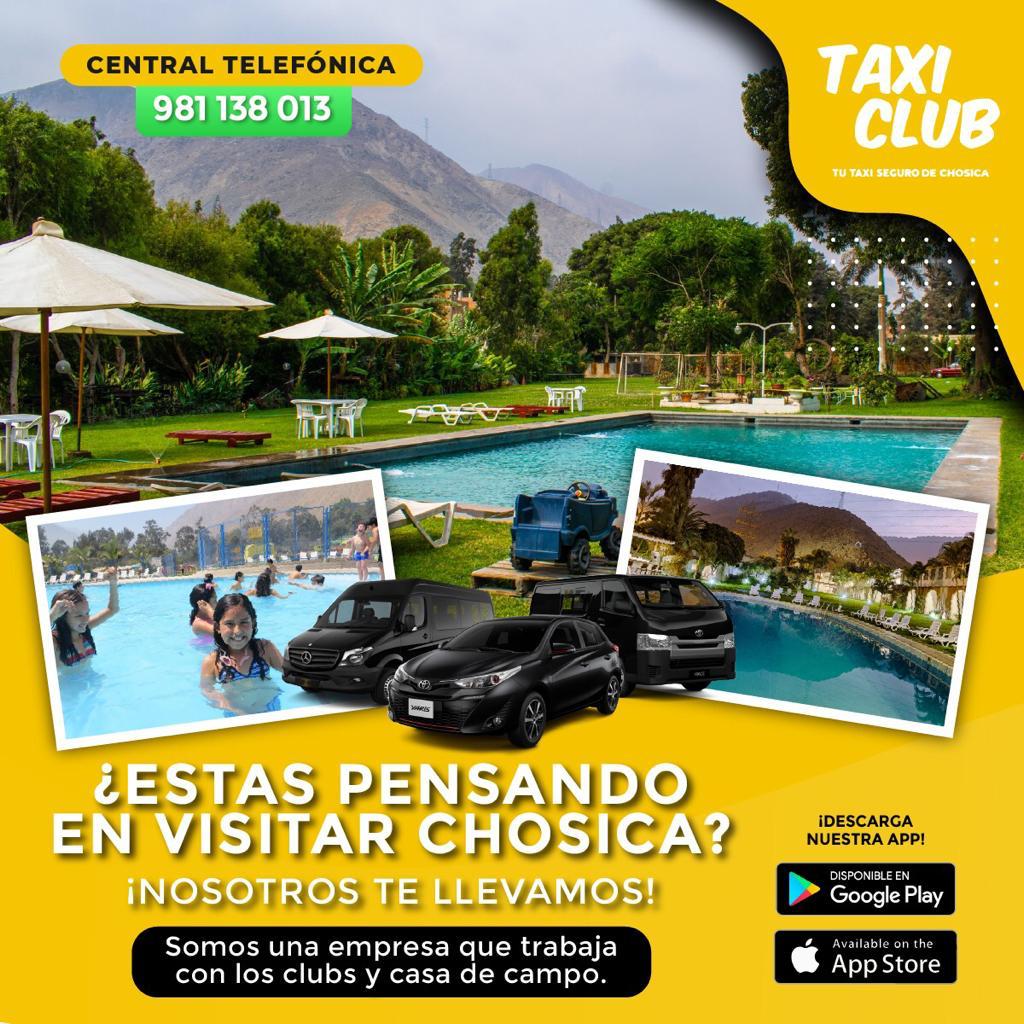 CENTRAL TELEFÓNICA
981 138 013
TAXI
CLUB
TU TAXI SEGURO DE CHOSICA
YARIS
¿ESTAS PENSANDO
EN VISITAR CHOSICA?
¡NOSOTROS TE LLEVAMOS!
Somos una empresa que trabaja
con los clubs y casa de campo.
¡DESCARGA
NUESTRA APP!
DISPONIBLE EN
Google Play
Available on the
App Store